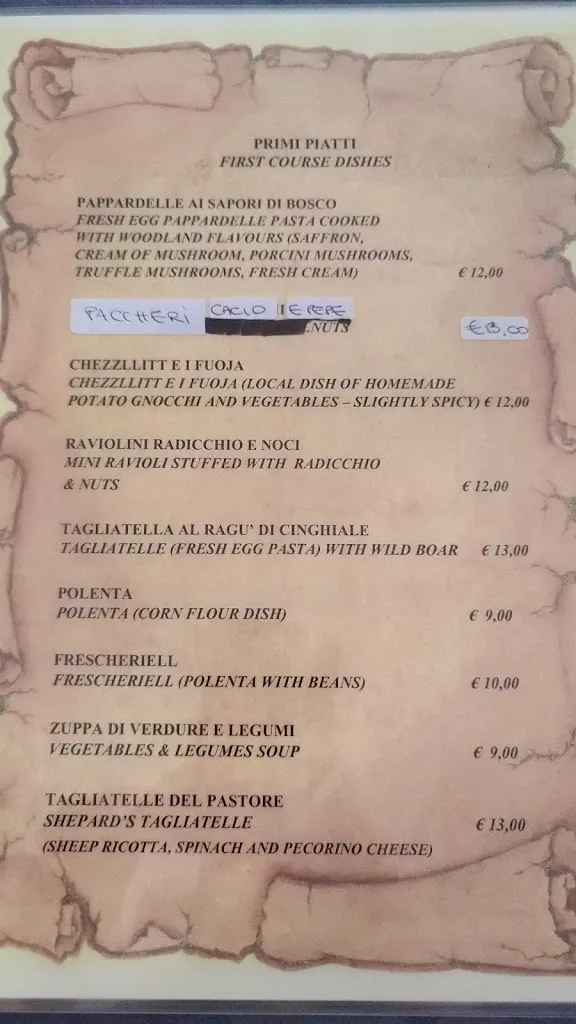 PRIMI PIATTI
FIRST COURSE DISHES
PAPPARDELLE AI SAPORI DI BOSCO
FRESH EGG PAPPARDELLE PASTA COOKED
WITH WOODLAND FLAVOURS (SAFFRON,
CREAM OF MUSHROOM, PORCINI MUSHROOMS,
TRUFFLE MUSHROOMS, FRESH CREAM) € 12,00
PACCHERI CACIO E PEPE
LNUTS €13,00
CHEZZLLITT E I FUOJA
CHEZZLLITT E I FUOJA (LOCAL DISH OF HOMEMADE
POTATO GNOCCHI AND VEGETABLES – SLIGHTLY SPICY) € 12,00
RAVIOLINI RADICCHIO E NOCI
MINI RAVIOLI STUFFED WITH RADICCHIO
& NUTS € 12,00
TAGLIATELLA AL RAGU’ DI CINGHIALE
TAGLIATELLE (FRESH EGG PASTA) WITH WILD BOAR € 13,00
POLENTA
POLENTA (CORN FLOUR DISH) € 9,00
FRESCHERIELL
FRESCHERIELL (POLENTA WITH BEANS) € 10,00
ZUPPA DI VERDURE E LEGUMI
VEGETABLES & LEGUMES SOUP € 9,00
TAGLIATELLE DEL PASTORE
SHEPARD’S TAGLIATELLE € 13,00
(SHEEP RICOTTA, SPINACH AND PECORINO CHEESE)